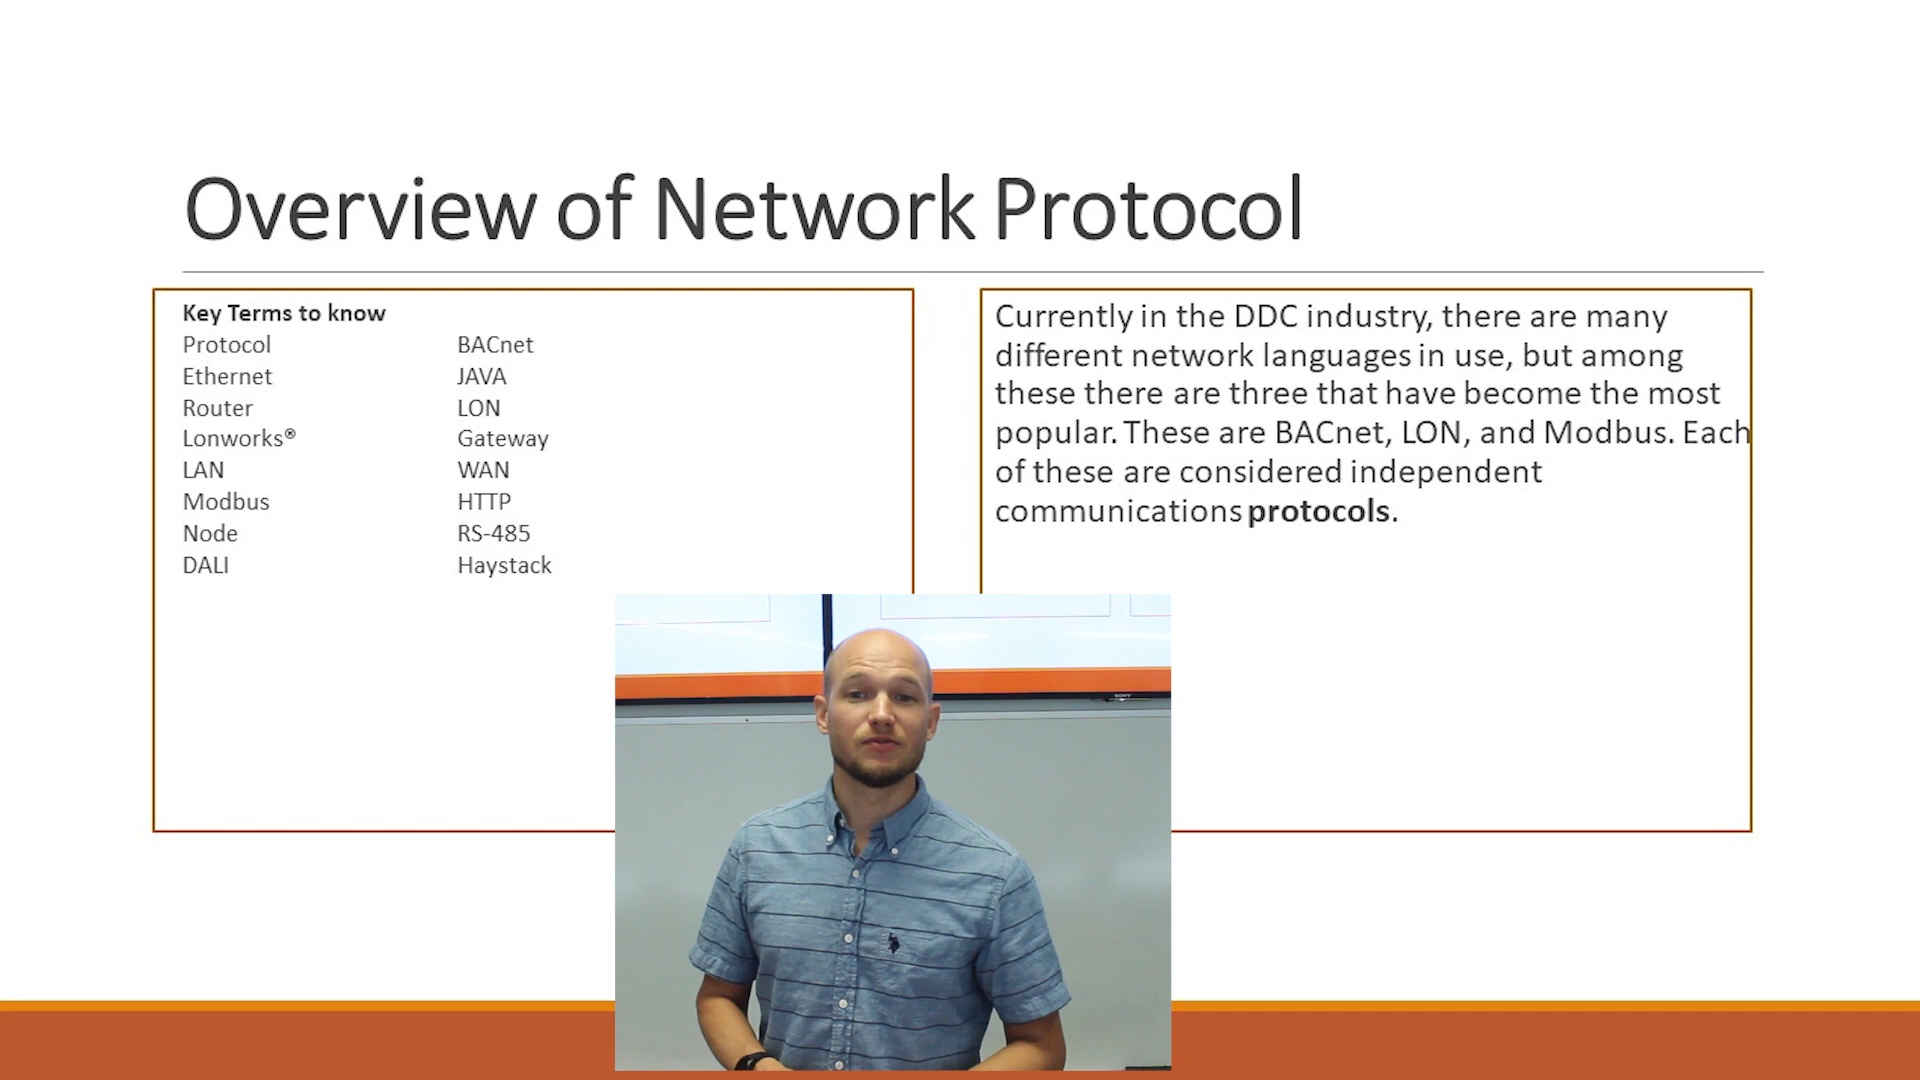 Overview of Network Protocol
Key Terms to know
Protocol BACnet
Ethernet JAVA
Router LON
Lonworks® Gateway
LAN WAN
Modbus HTTP
Node RS-485
DALI Haystack
Currently in the DDC industry, there are many
different network languages in use, but among
these there are three that have become the most
popular. These are BACnet, LON, and Modbus. Each
of these are considered independent
communications protocols.
SONY